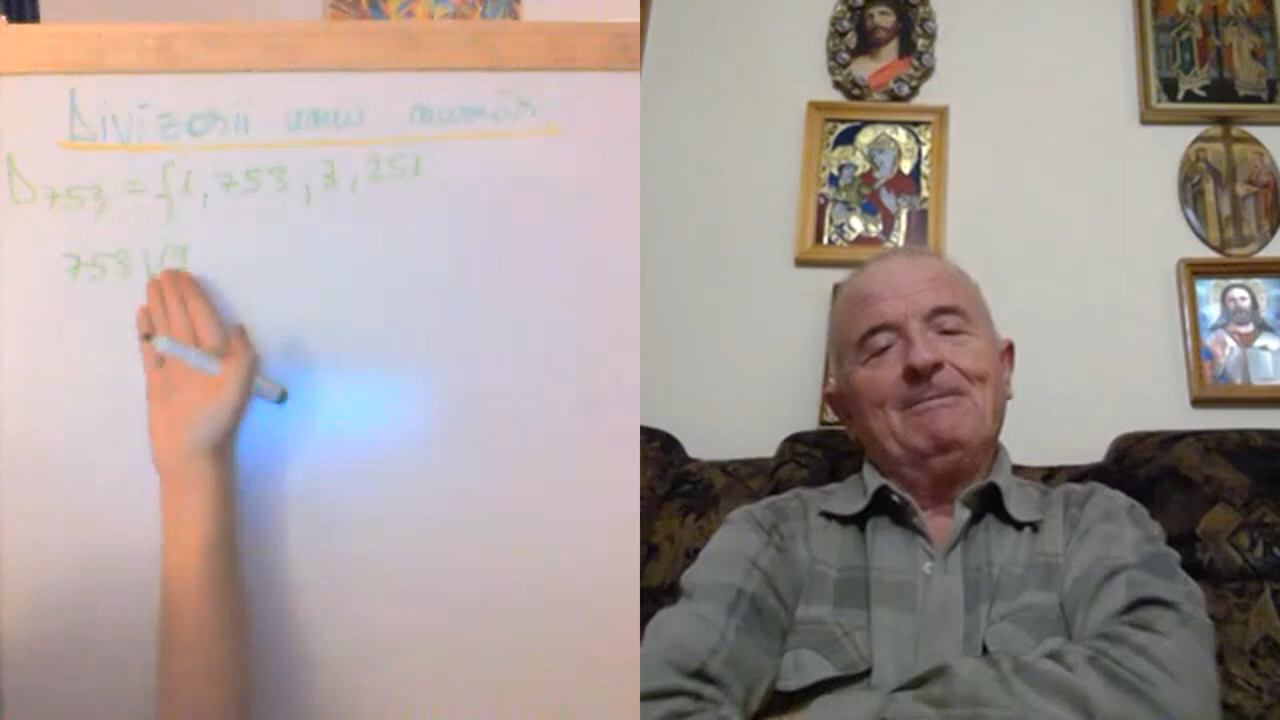 Divizorii unui număr
D753 = {1, 753, 3, 251
753